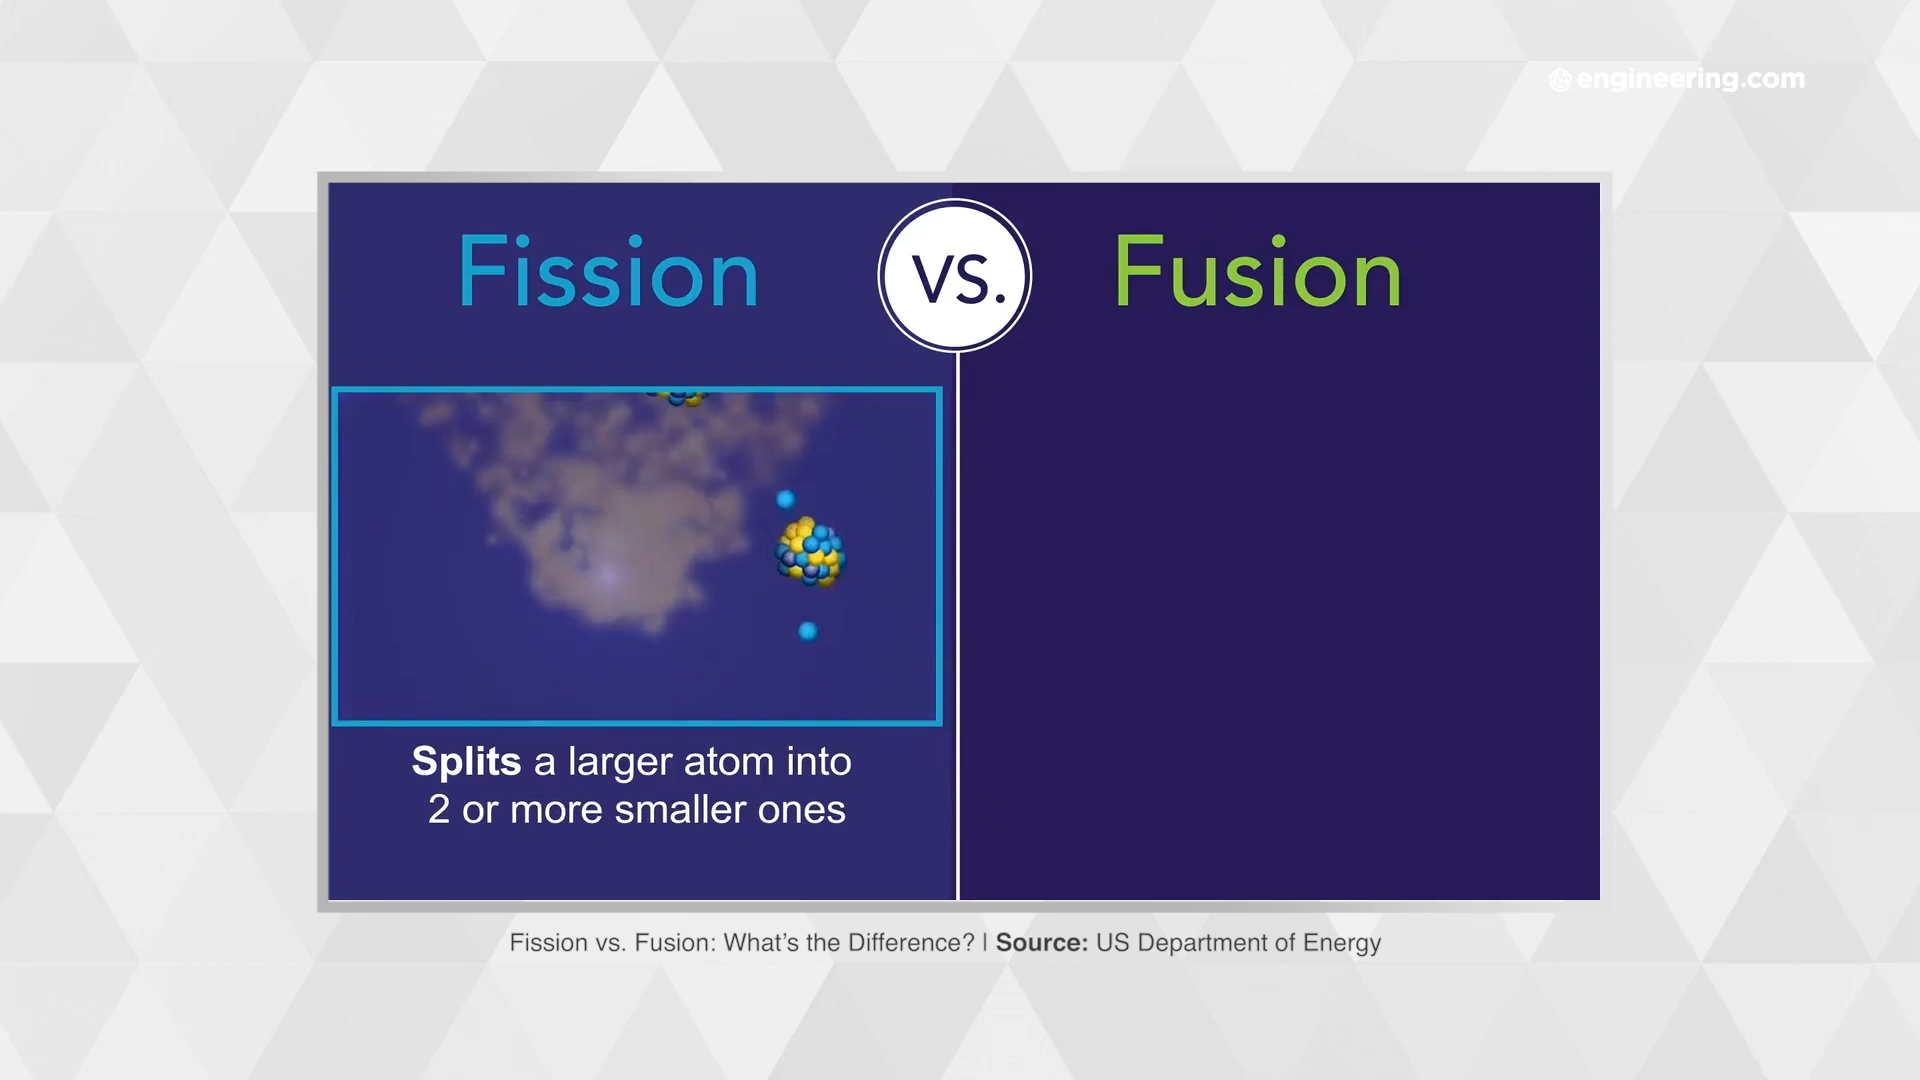 engineering.com
Fission
VS.
Fusion
Splits a larger atom into
2 or more smaller ones
Fission vs. Fusion: What's the Difference? | Source: US Department of Energy